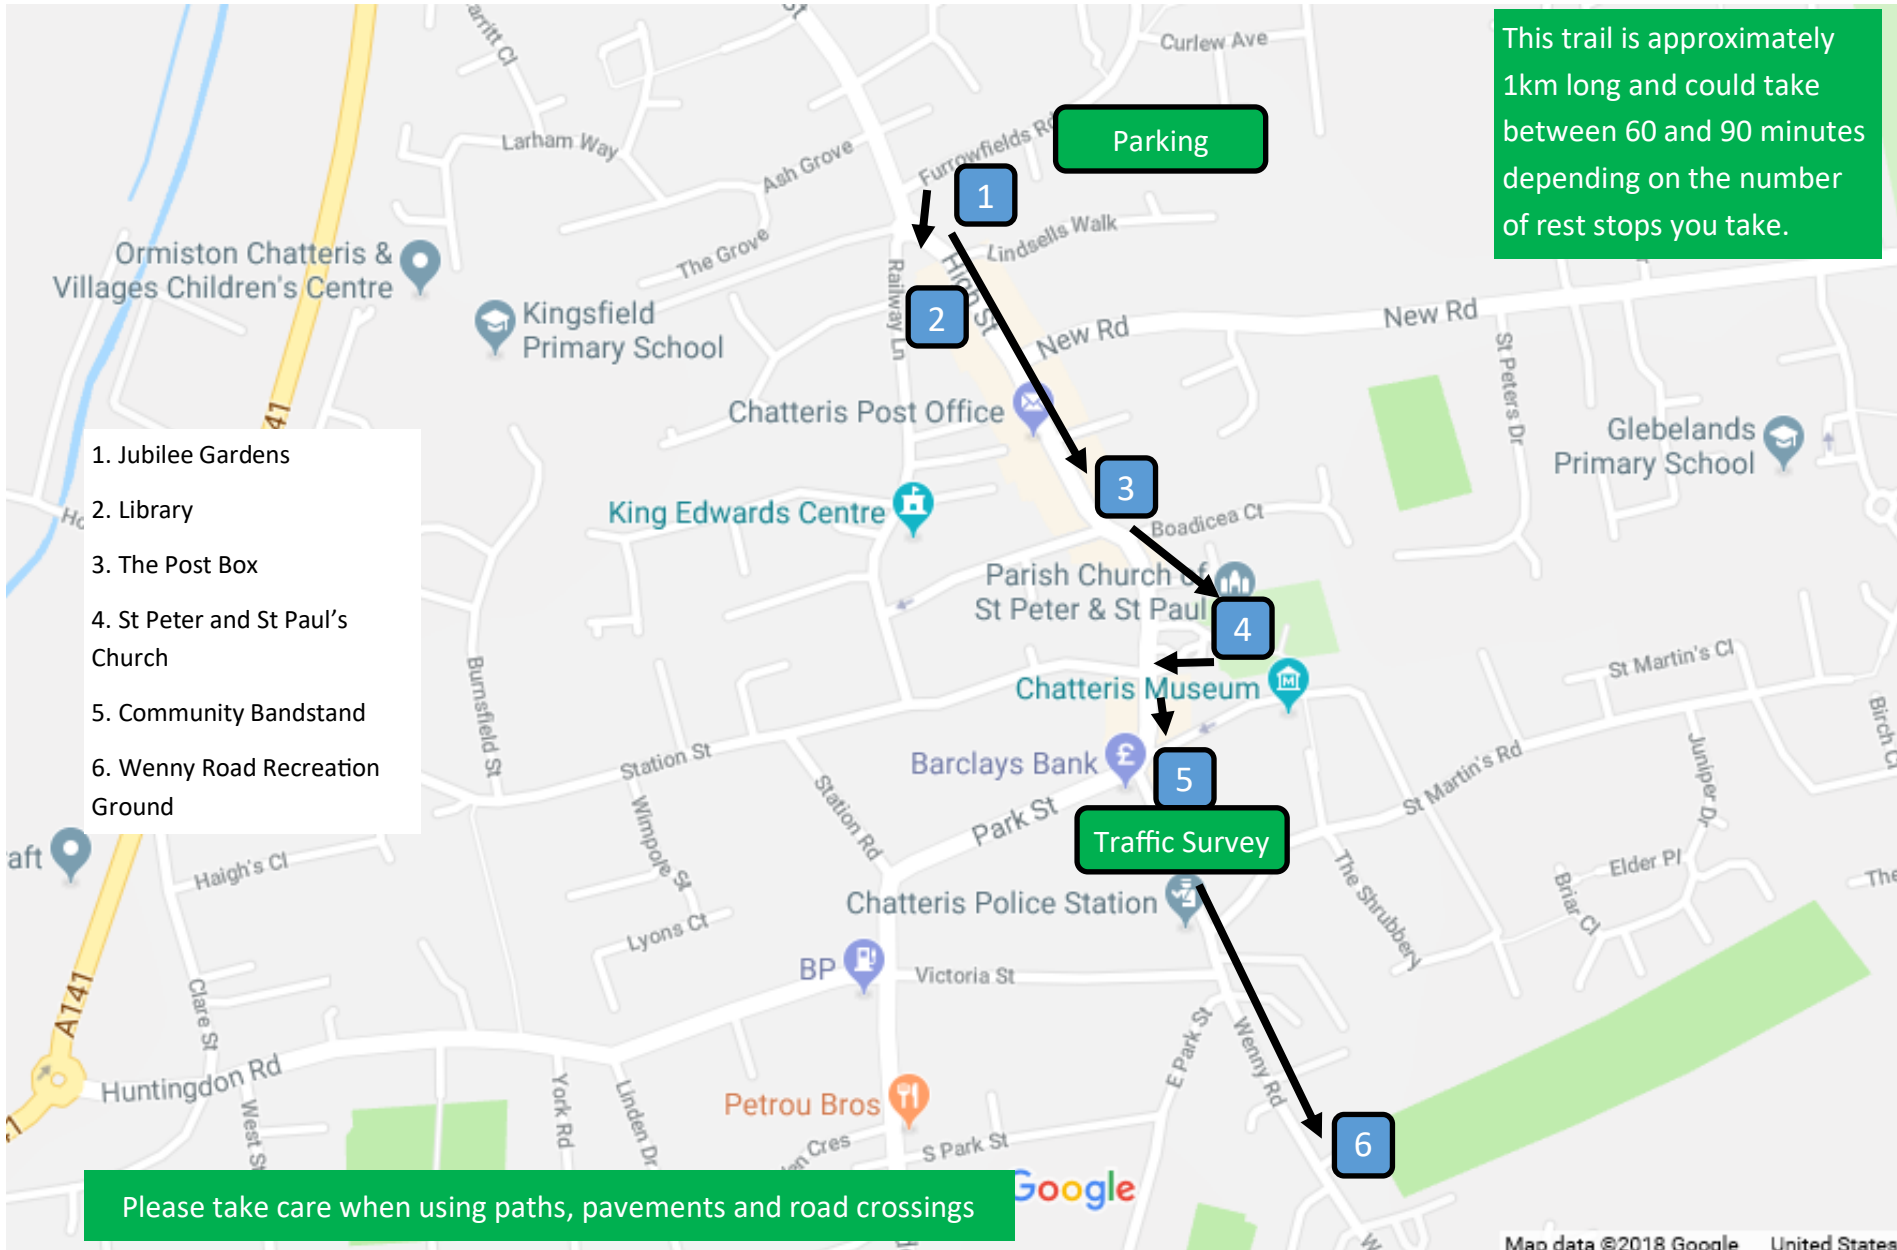 This trail is approximately
1km long and could take
between 60 and 90 minutes
depending on the number
of rest stops you take.
St
Curlew Ave
Larham Way
Ash Grove
Furrowfields Rd
Parking
1
Lindsells Walk
The Grove
Ormiston Chatteris &
Villages Children's Centre
Railway Ln
High St
2
Kingsfield
Primary School
New Rd
New Rd
St Peters Dr
Chatteris Post Office
41
Glebelands
Primary School
1. Jubilee Gardens
2. Library
3. The Post Box
4. St Peter and St Paul's
Church
5. Community Bandstand
6. Wenny Road Recreation
Ground
3
King Edwards Centre
Boadicea Ct
Parish Church of
St Peter & St Paul
4
Chatteris Museum
St Martin's Cl
Burnsfield St
Station St
Barclays Bank
£
5
St Martin's Rd
Juniper Dr
Birch C
Wimpole St
Station Rd
Park St
Traffic Survey
The Shrubbery
Elder Pl
Briar Cl
The
aft
Haigh's Cl
Lyons Ct
Chatteris Police Station
BP
Victoria St
A141
Clare St
E Park St
Wenny Rd
Huntingdon Rd
West St
York Rd
Linden Dr
Petrou Bros
en Cres
S Park St
6
Google
Please take care when using paths, pavements and road crossings
Map data ©2018 Google United States